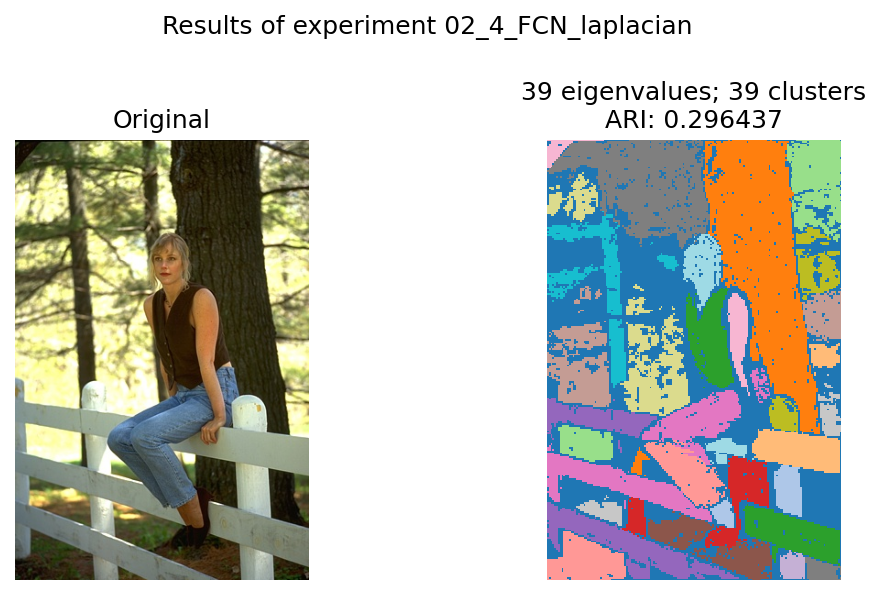 Results of experiment 02_4_FCN_laplacian
Original
39 eigenvalues; 39 clusters
ARI: 0.296437